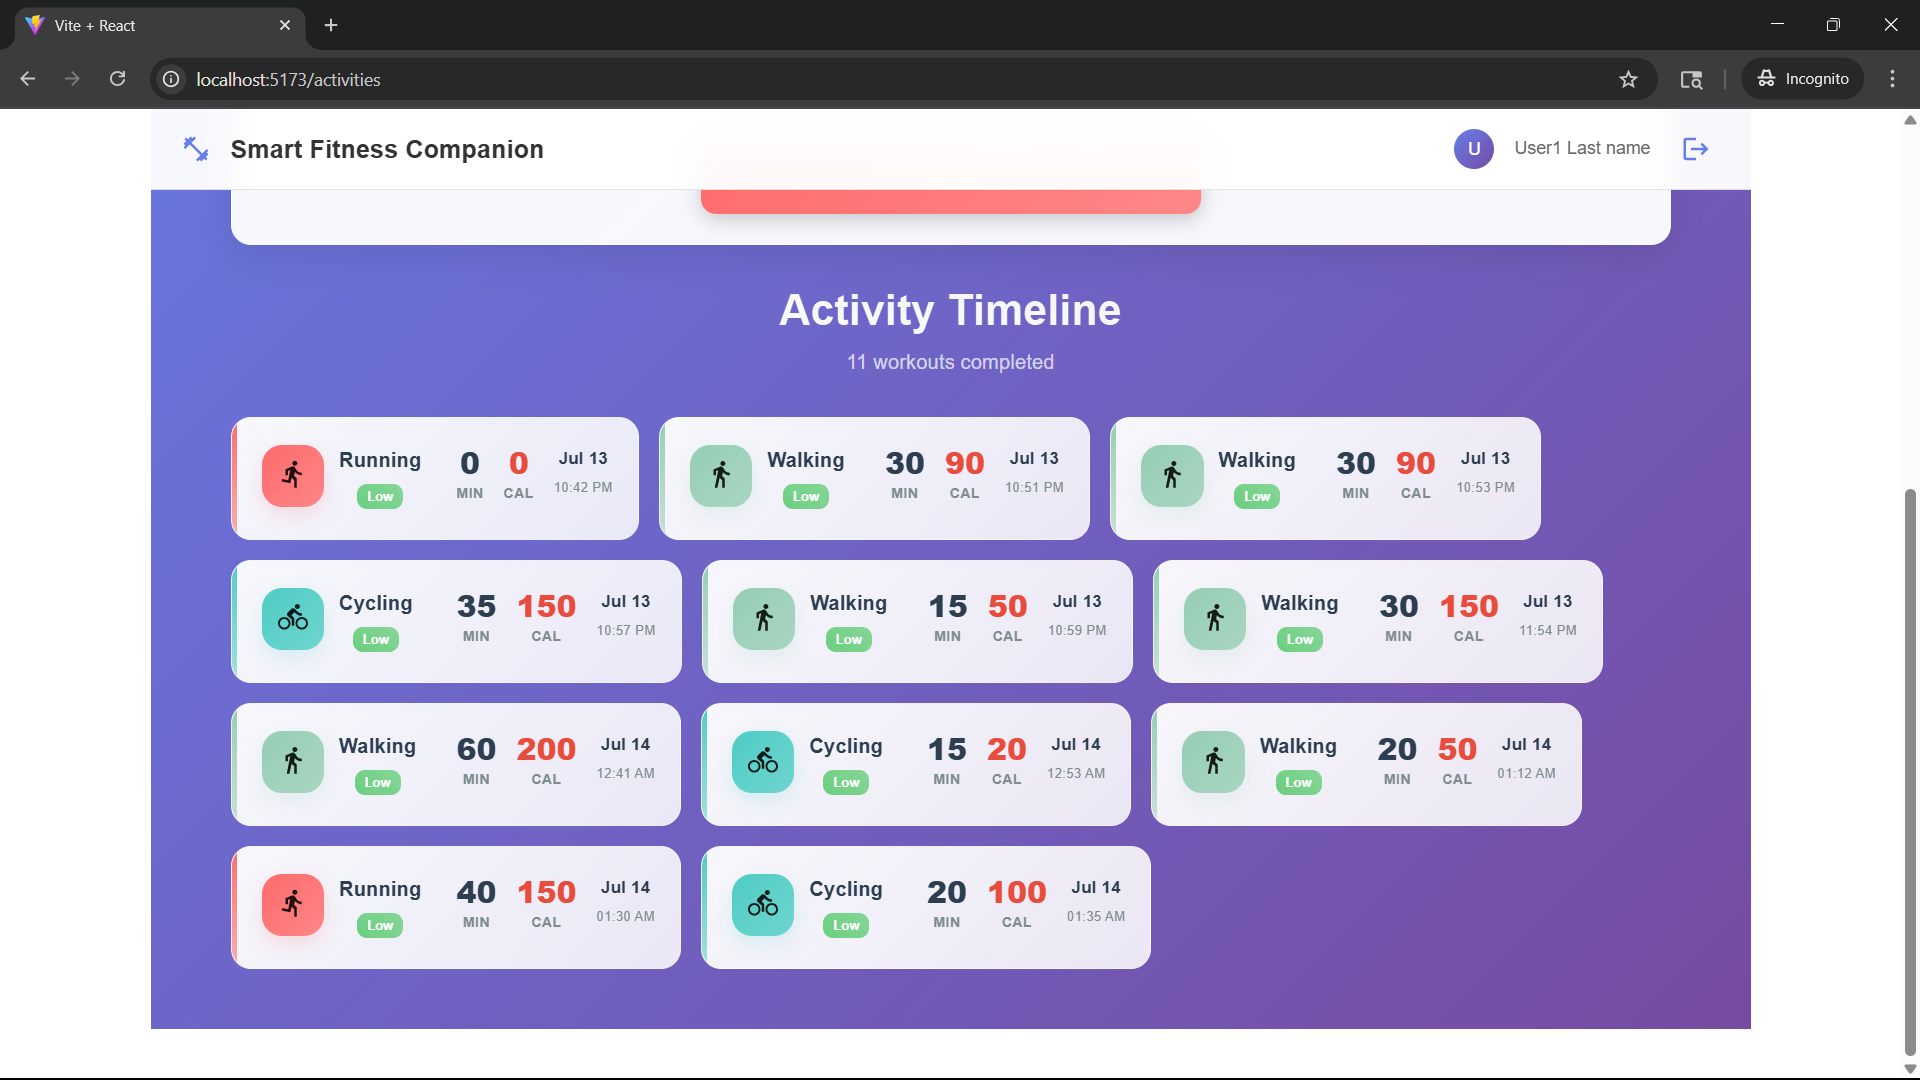 Vite + React
localhost:5173/activities
Incognito
Smart Fitness Companion
U
User1 Last name
Activity Timeline
11 workouts completed
Running
Low
0
MIN
0
CAL
Jul 13
10:42 PM
Walking
Low
30
MIN
90
CAL
Jul 13
10:51 PM
Walking
Low
30
MIN
90
CAL
Jul 13
10:53 PM
Cycling
Low
35
MIN
150
CAL
Jul 13
10:57 PM
Walking
Low
15
MIN
50
CAL
Jul 13
10:59 PM
Walking
Low
30
MIN
150
CAL
Jul 13
11:54 PM
Walking
Low
60
MIN
200
CAL
Jul 14
12:41 AM
Cycling
Low
15
MIN
20
CAL
Jul 14
12:53 AM
Walking
Low
20
MIN
50
CAL
Jul 14
01:12 AM
Running
Low
40
MIN
150
CAL
Jul 14
01:30 AM
Cycling
Low
20
MIN
100
CAL
Jul 14
01:35 AM